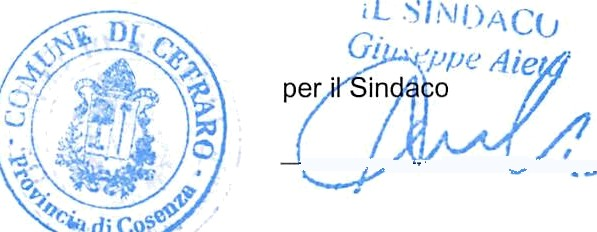 COMUNE DI CETRARO
Provincia di Cosenza
IL SINDACO
Giuseppe Aieta
per il Sindaco